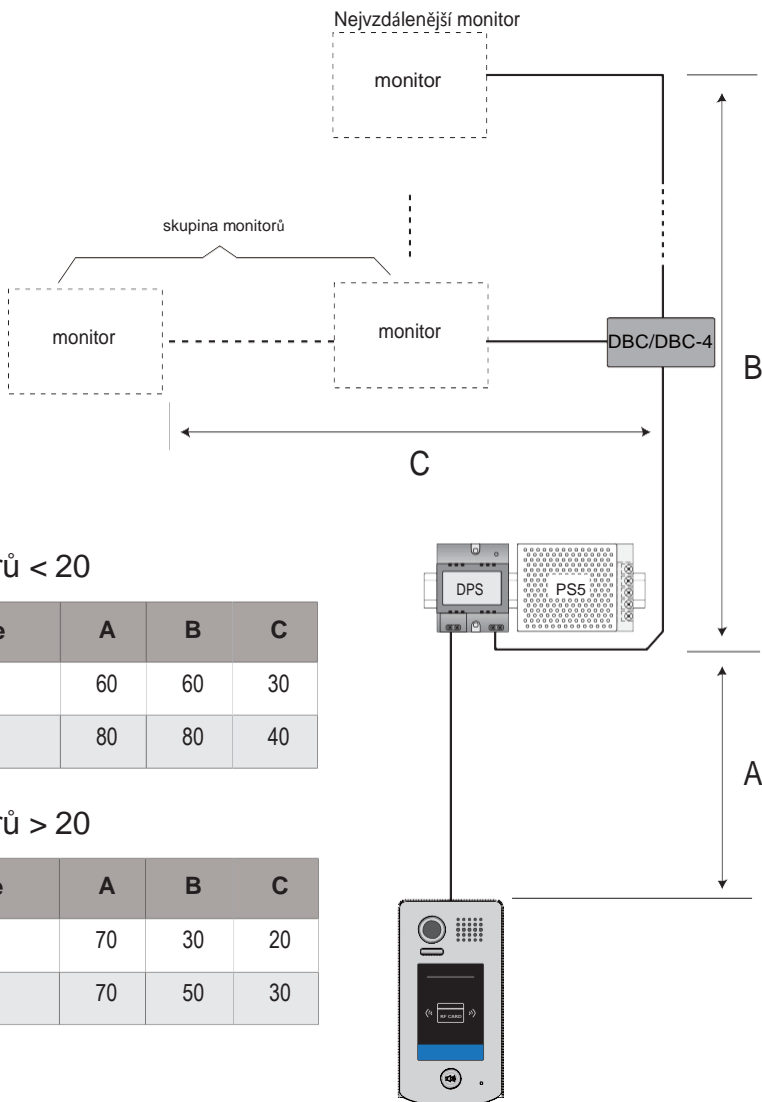 Nejvzdálenější monitor
monitor
skupina monitorů
monitor
monitor
DBC/DBC-4
B
C
DPS
PS5
rů < 20
e A B C
60 60 30
80 80 40
A
rů > 20
e A B C
70 30 20
70 50 30
RF CARD